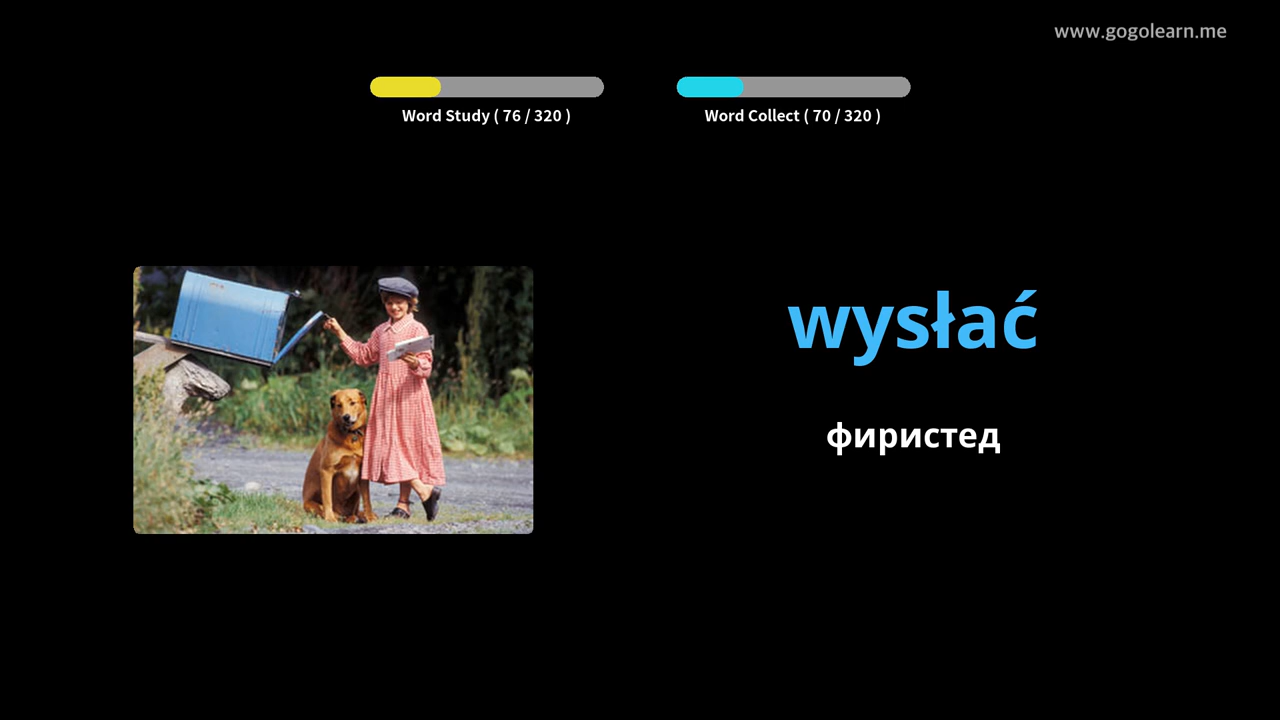 www.gogolearn.me
Word Study ( 76 / 320 )
Word Collect ( 70 / 320 )
wysłać
фиристед